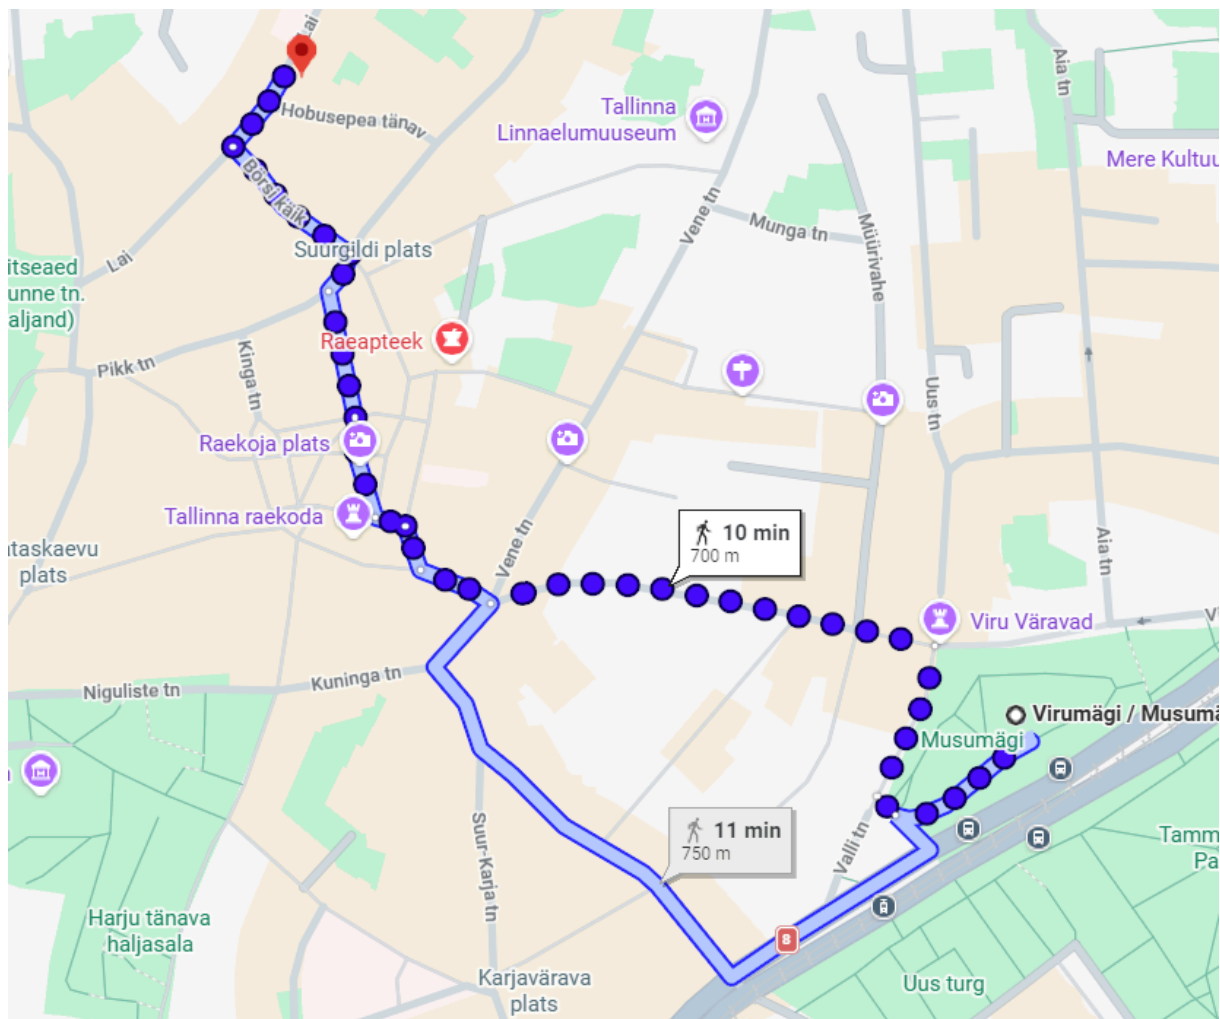 Lai
Hobusepea tänav
Tallinna
Linnaelumuuseum
Aia tn
Mere Kultuu
Börsi käik
Vene tn
Munga tn
Müürivahe
Suurgildi plats
Lai
itseaed
unne tn.
aljand)
Raeapteek
Pikk tn
Kinga tn
Uus tn
Raekoja plats
Tallinna raekoda
ataskaevu
plats
Vene tn
10 min
700 m
Aia tn
Viru Väravad
Niguliste tn
Kuninga tn
Virumägi / Musumä
Musumägi
11 min
750 m
Suur-Karja tn
Valli tn
Tamm
Pa
Harju tänava
haljasala
8
Karjavärava
plats
Uus turg